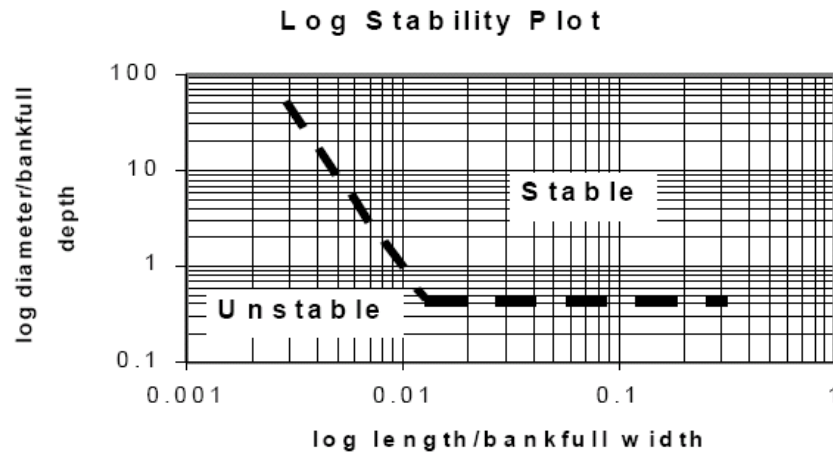 Log Stability Plot
log diameter/bankfull
depth
100
10
1
0.1
Stable
Unstable
0.001
0.01
0.1
1
log length/bankfull width